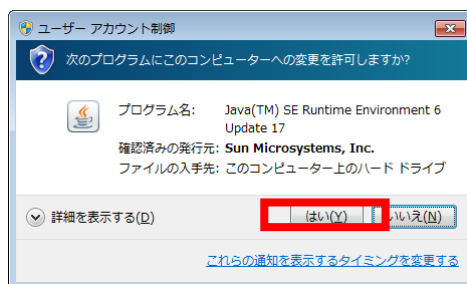 ユーザー アカウント制御
次のプログラムにこのコンピューターへの変更を許可しますか?
プログラム名: Java(TM) SE Runtime Environment 6
Update 17
確認済みの発行元: Sun Microsystems, Inc.
ファイルの入手先: このコンピューター上のハード ドライブ
詳細を表示する(D) はい(Y) いいえ(N)
これらの通知を表示するタイミングを変更する